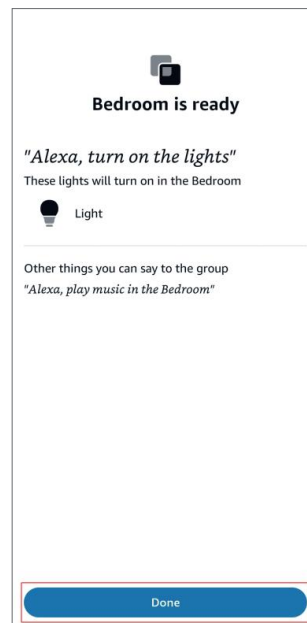 Bedroom is ready
"Alexa, turn on the lights"
These lights will turn on in the Bedroom
Light
Other things you can say to the group
"Alexa, play music in the Bedroom"
Done